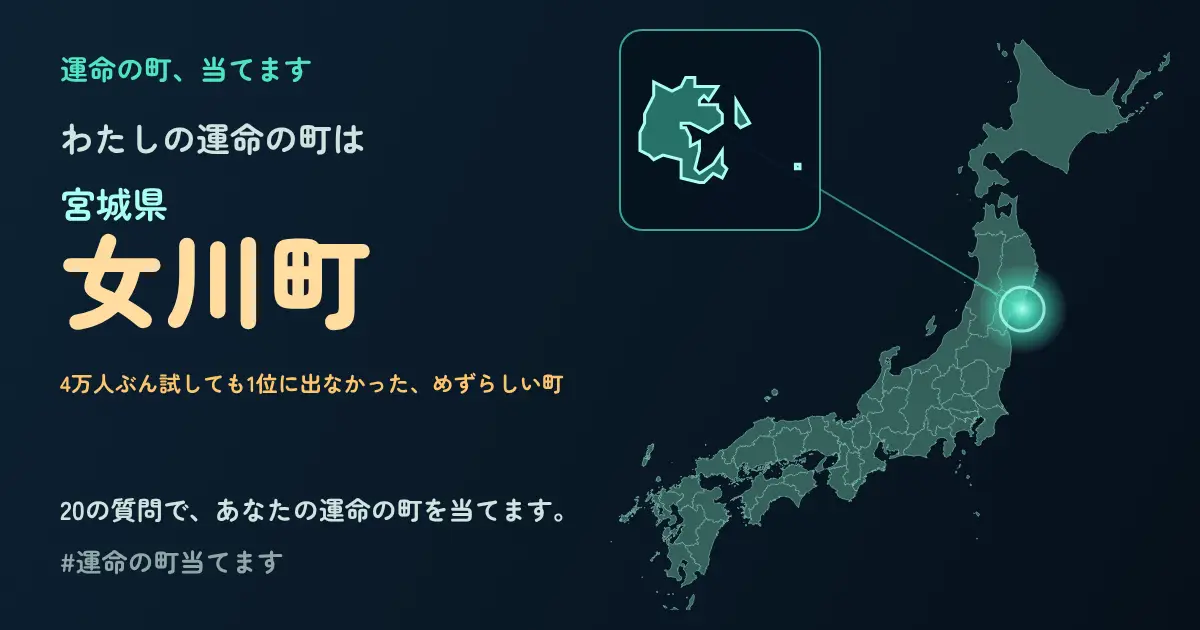 運命の町、当てます
わたしの運命の町は
宮城県
女川町
4万人ぶん試しても1位に出なかった、めずらしい町
20の質問で、あなたの運命の町を当てます。
#運命の町当てます